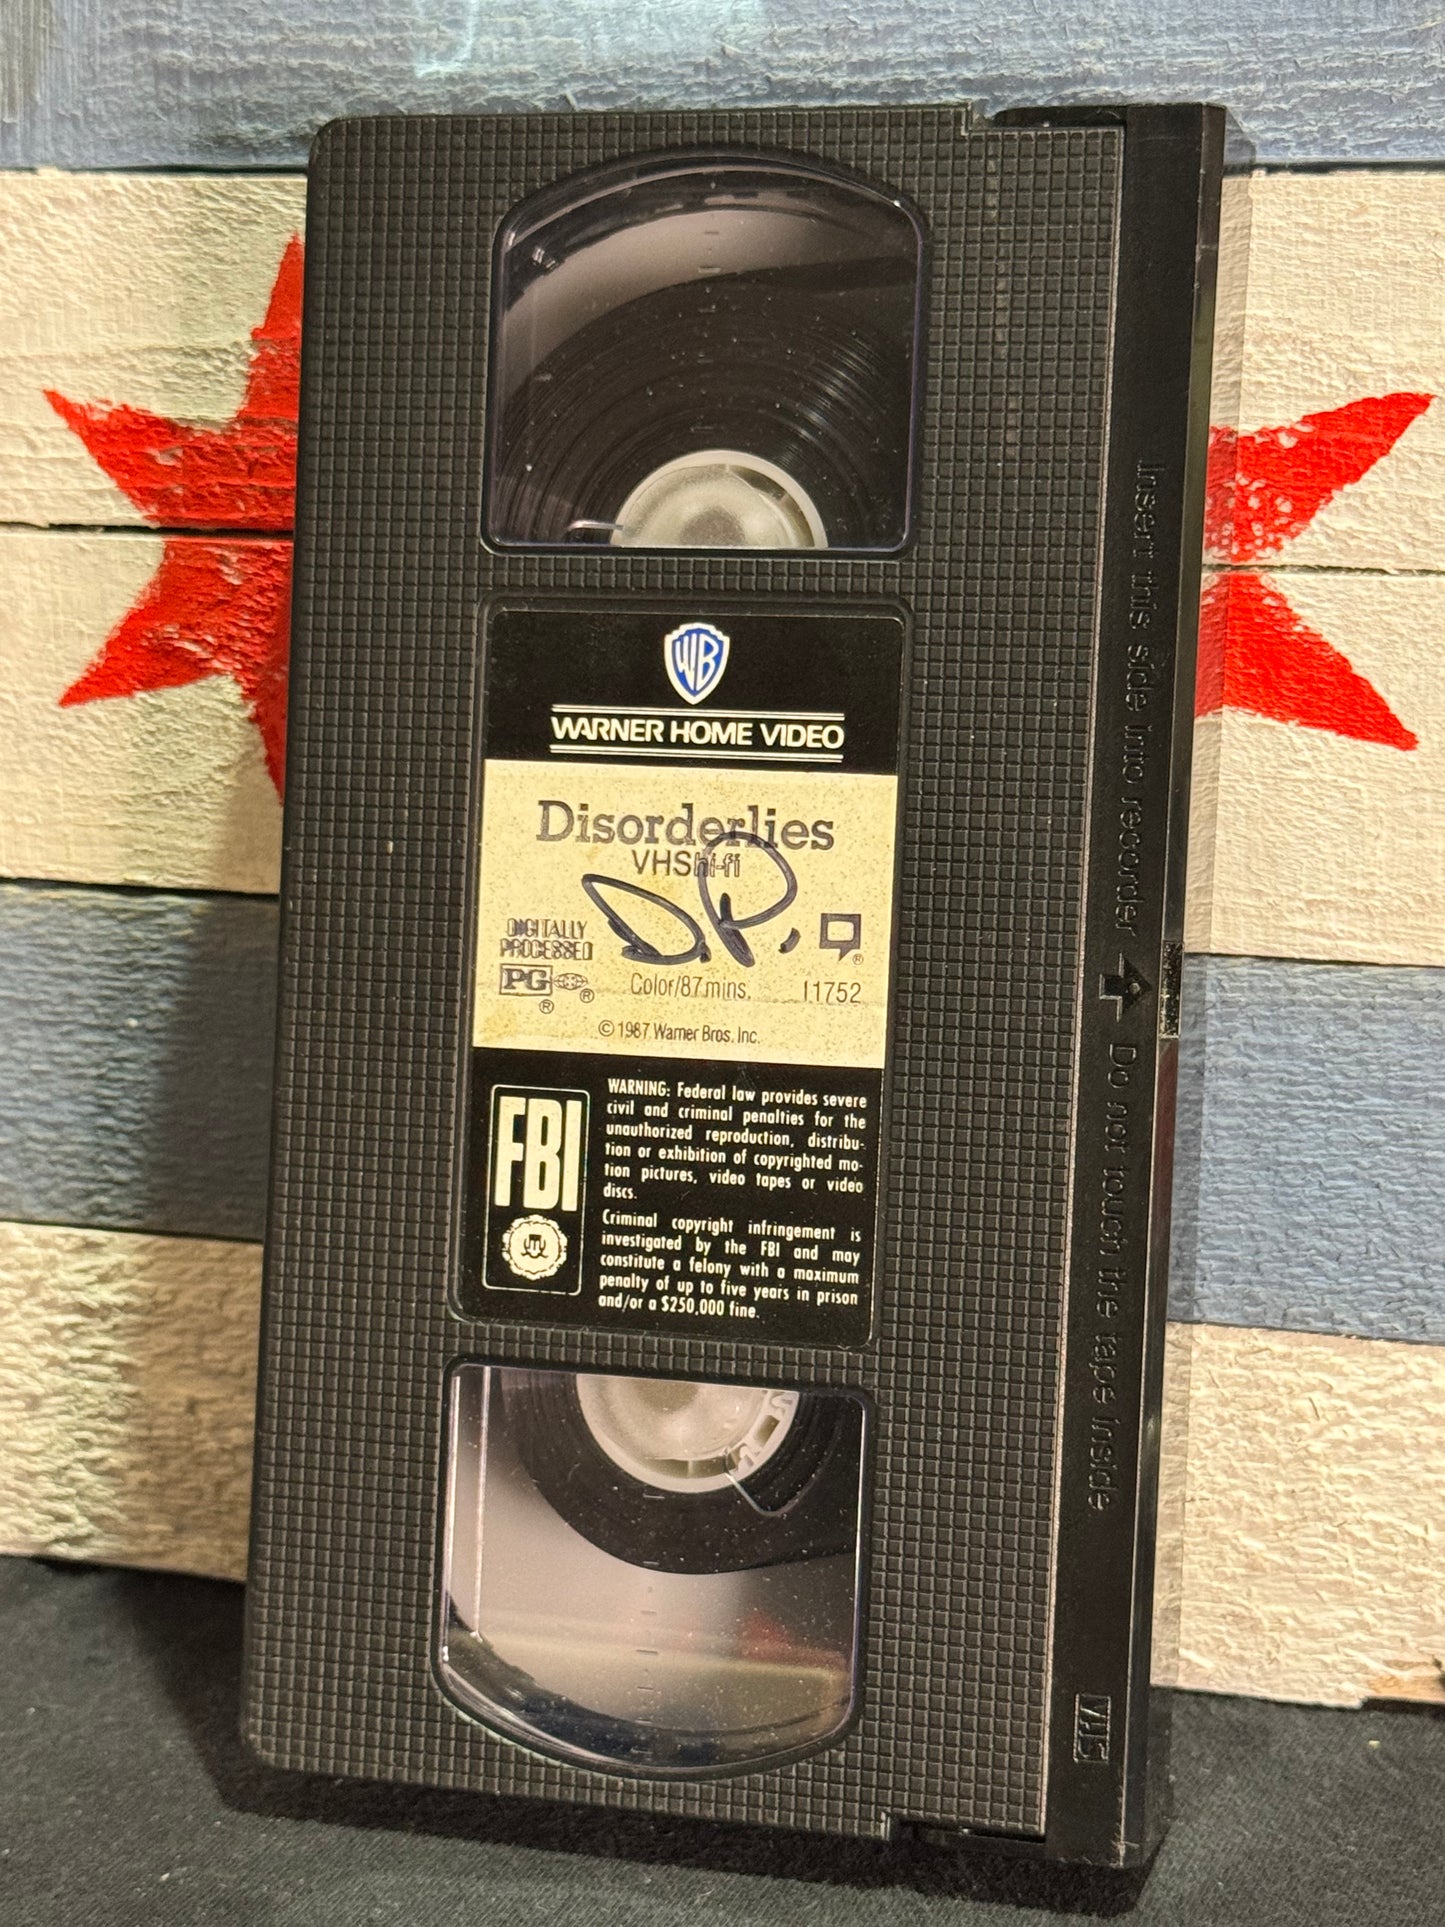 WB
WARNER HOME VIDEO
Disorderlies
VHS hi-fi
D.P.
DIGITALLY
PROCESSED
PG ® ®
®
Color/87 mins. 11752
© 1987 Warner Bros. Inc.
FBI
WARNING: Federal law provides severe
civil and criminal penalties for the
unauthorized reproduction, distribu-
tion or exhibition of copyrighted mo-
tion pictures, video tapes or video
discs.
Criminal copyright infringement is
investigated by the FBI and may
constitute a felony with a maximum
penalty of up to five years in prison
and/or a $250,000 fine.
Insert this side into recorder
Do not touch the tape inside
VHS